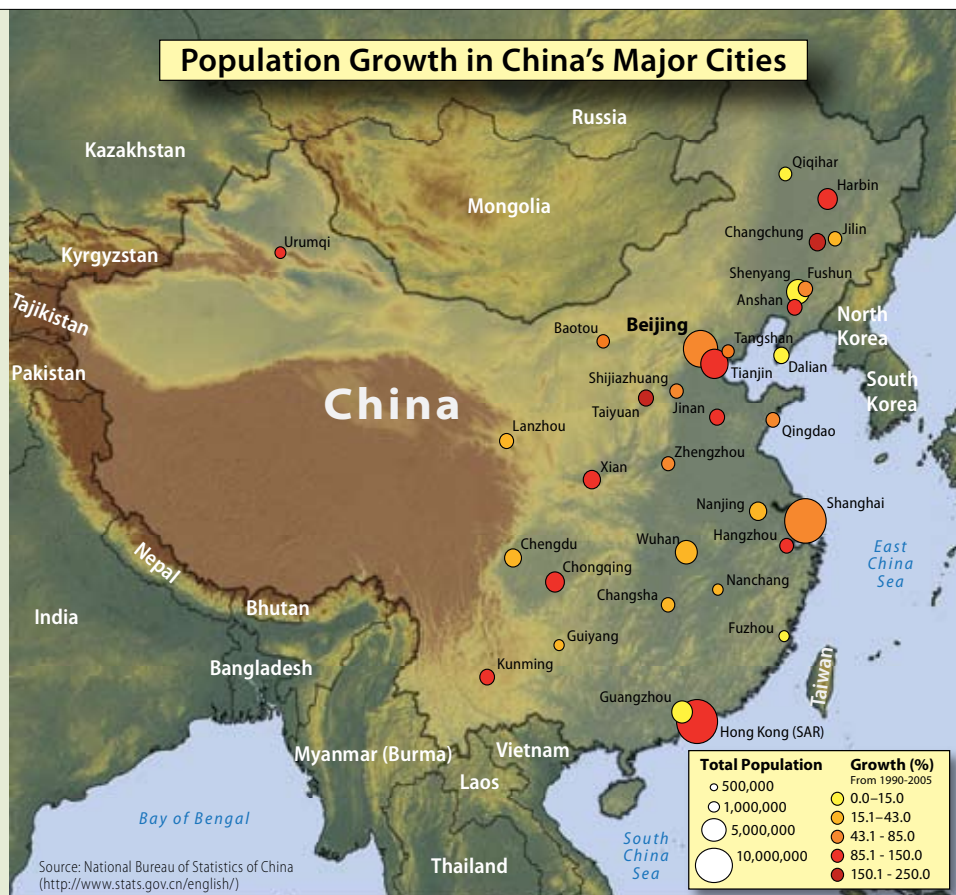 Population Growth in China's Major Cities
Russia
Kazakhstan
Qiqihar
Harbin
Mongolia
Changchung
Jilin
Urumqi
Kyrgyzstan
Shenyang
Fushun
Anshan
Tajikistan
North
Korea
Baotou
Beijing
Tangshan
Pakistan
Tianjin
Dalian
South
Korea
Shijiazhuang
China
Taiyuan
Jinan
Lanzhou
Qingdao
Zhengzhou
Xian
Nanjing
Shanghai
Chengdu
Wuhan
Hangzhou
East
China
Sea
Nepal
Chongqing
Nanchang
Changsha
Bhutan
India
Fuzhou
Guiyang
Bangladesh
Kunming
Taiwan
Guangzhou
Hong Kong (SAR)
Myanmar (Burma)
Vietnam
Laos
Bay of Bengal
South
China
Sea
Thailand
Total Population
500,000
1,000,000
5,000,000
10,000,000
Growth (%)
From 1990-2005
0.0–15.0
15.1–43.0
43.1 - 85.0
85.1 - 150.0
150.1 - 250.0
Source: National Bureau of Statistics of China
(http://www.stats.gov.cn/english/)